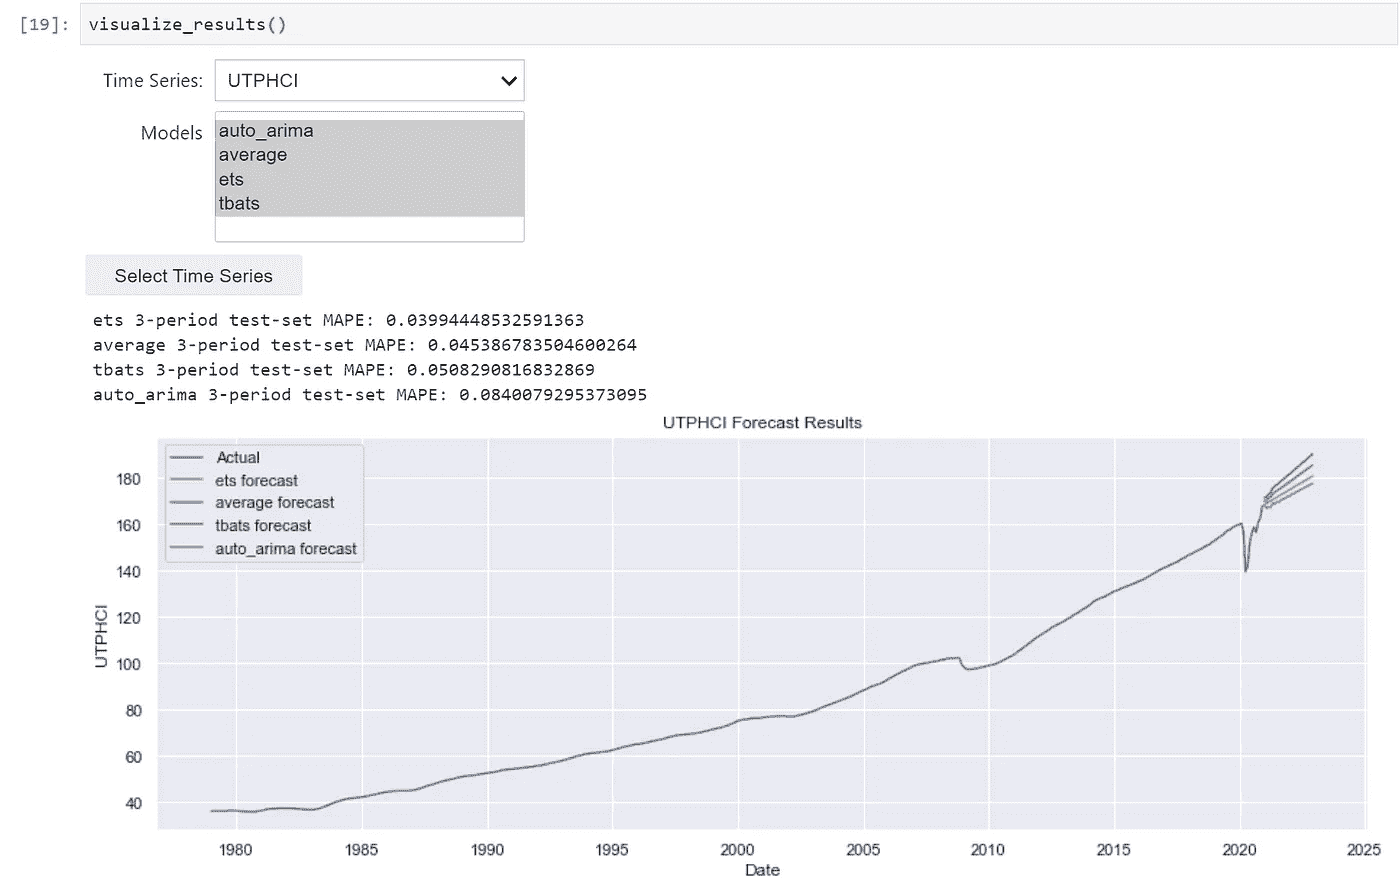 [19]: visualize_results()
Time Series: UTPHCI
Models
auto_arima
average
ets
tbats
Select Time Series
ets 3-period test-set MAPE: 0.03994448532591363
average 3-period test-set MAPE: 0.045386783504600264
tbats 3-period test-set MAPE: 0.0508290816832869
auto_arima 3-period test-set MAPE: 0.0840079295373095
UTPHCI Forecast Results
Actual
ets forecast
average forecast
tbats forecast
auto_arima forecast
180
160
140
120
100
80
60
40
UTPHCI
1980 1985 1990 1995 2000 2005 2010 2015 2020 2025
Date